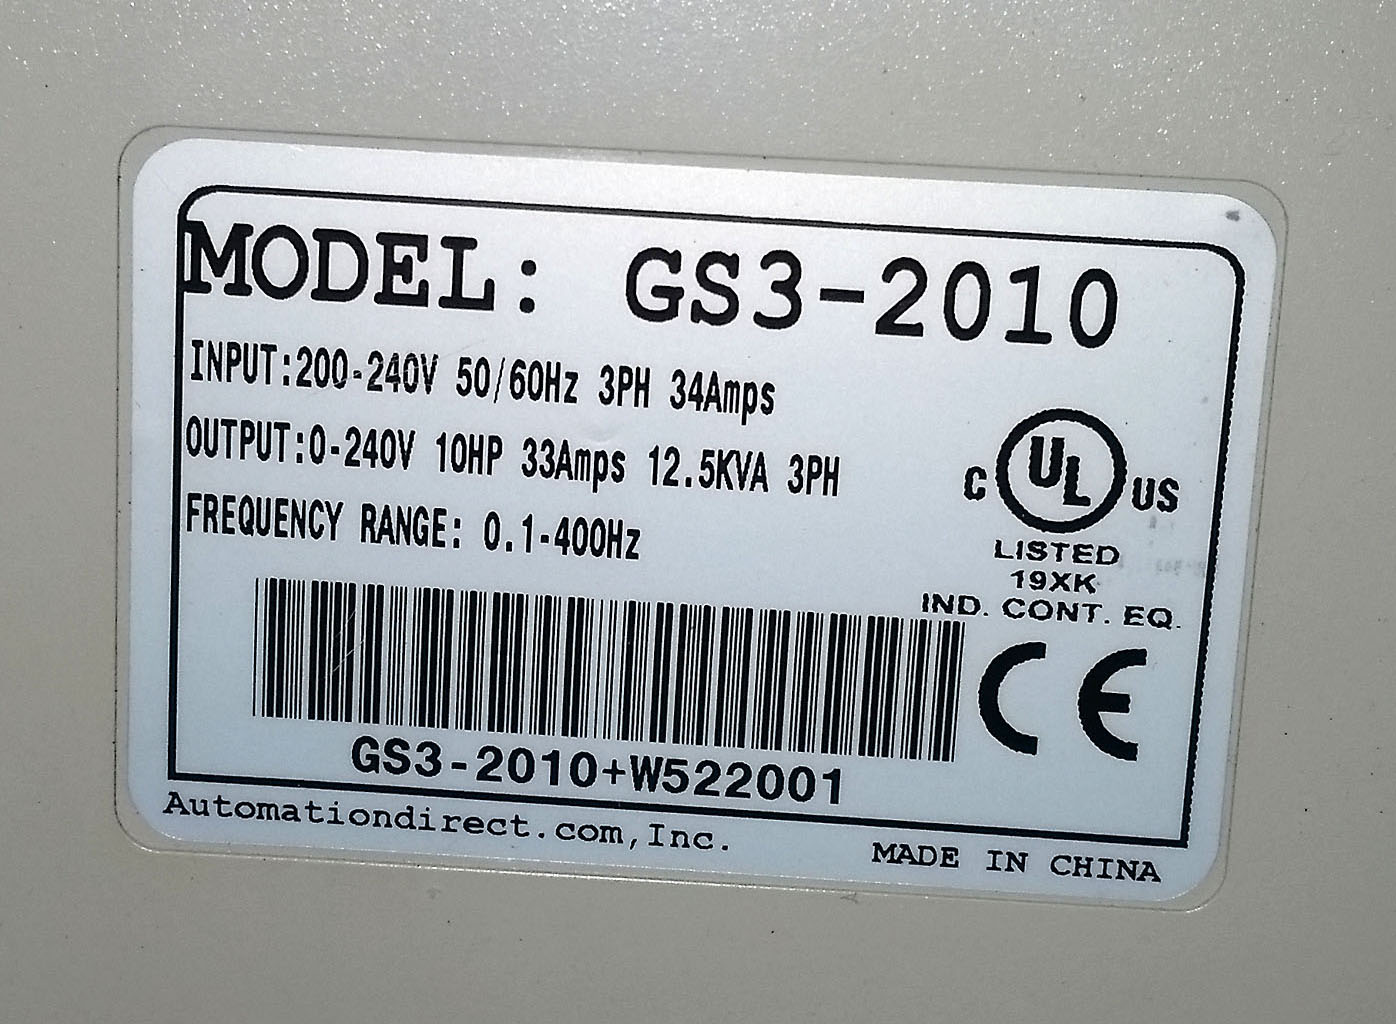 MODEL: GS3-2010
INPUT:200-240V 50/60Hz 3PH 34Amps
OUTPUT:0-240V 10HP 33Amps 12.5KVA 3PH
FREQUENCY RANGE: 0.1-400Hz
C UL US
LISTED
19XK
IND. CONT. EQ.
CE
GS3-2010+W522001
Automationdirect.com,Inc.
MADE IN CHINA